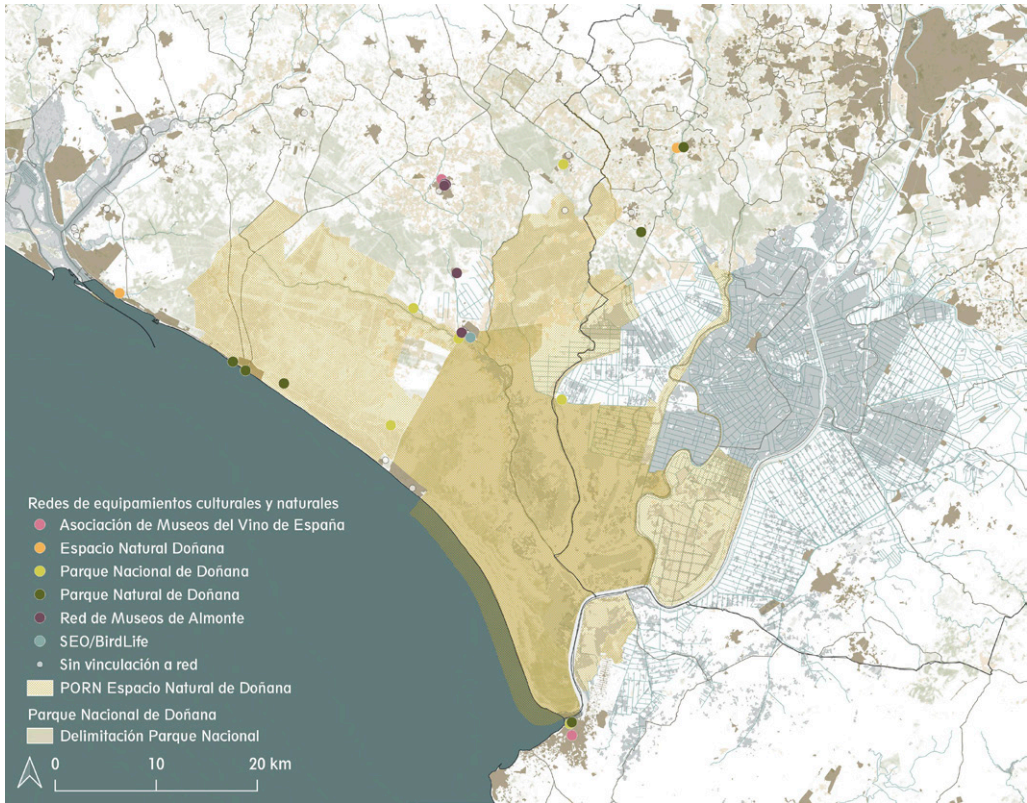 Redes de equipamientos culturales y naturales
Asociación de Museos del Vino de España
Espacio Natural Doñana
Parque Nacional de Doñana
Parque Natural de Doñana
Red de Museos de Almonte
SEO/BirdLife
Sin vinculación a red
PORN Espacio Natural de Doñana
Parque Nacional de Doñana
Delimitación Parque Nacional
0 10 20 km